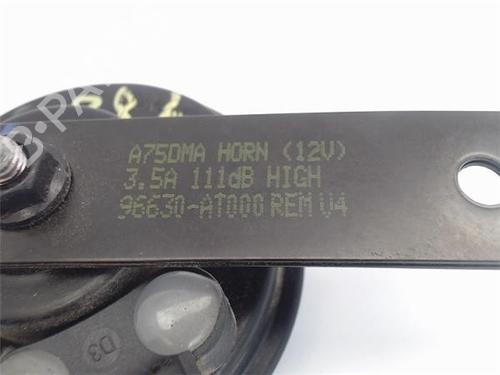 A75DMA HORN (12V)
3.5A 111dB HIGH
96630-AT000 REM V4
D3